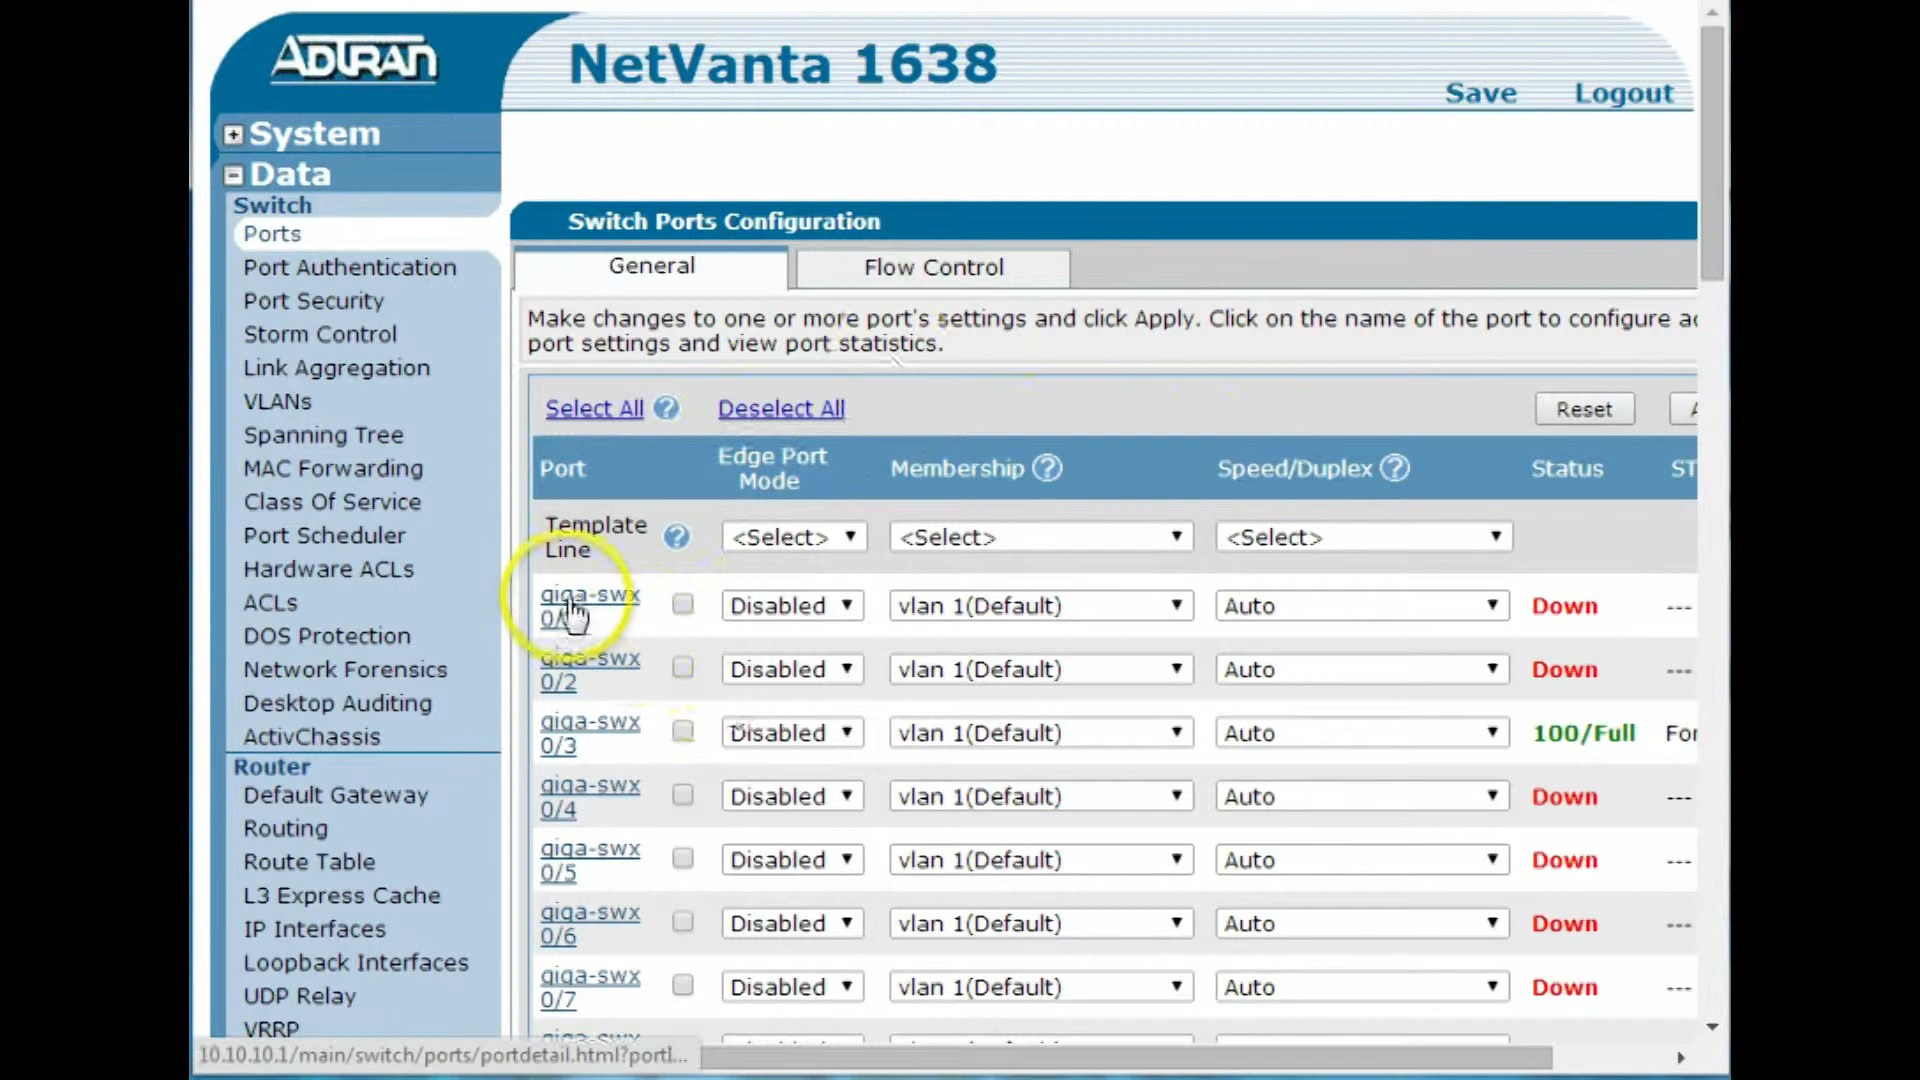 ADTRAN
NetVanta 1638
Save Logout
System
Data
Switch
Ports
Port Authentication
Port Security
Storm Control
Link Aggregation
VLANs
Spanning Tree
MAC Forwarding
Class Of Service
Port Scheduler
Hardware ACLs
ACLs
DOS Protection
Network Forensics
Desktop Auditing
ActivChassis
Router
Default Gateway
Routing
Route Table
L3 Express Cache
IP Interfaces
Loopback Interfaces
UDP Relay
VRRP
Switch Ports Configuration
General Flow Control
Make changes to one or more port's settings and click Apply. Click on the name of the port to configure
port settings and view port statistics.
Select All ? Deselect All Reset
Port Edge Port Mode Membership ? Speed/Duplex ? Status
Template Line ? <Select> <Select> <Select>
giga-swx Disabled vlan 1(Default) Auto Down ---
giga-swx 0/2 Disabled vlan 1(Default) Auto Down ---
giga-swx 0/3 Disabled vlan 1(Default) Auto 100/Full
giga-swx 0/4 Disabled vlan 1(Default) Auto Down ---
giga-swx 0/5 Disabled vlan 1(Default) Auto Down ---
giga-swx 0/6 Disabled vlan 1(Default) Auto Down ---
giga-swx 0/7 Disabled vlan 1(Default) Auto Down ---
10.10.10.1/main/switch/ports/portdetail.html?portI...